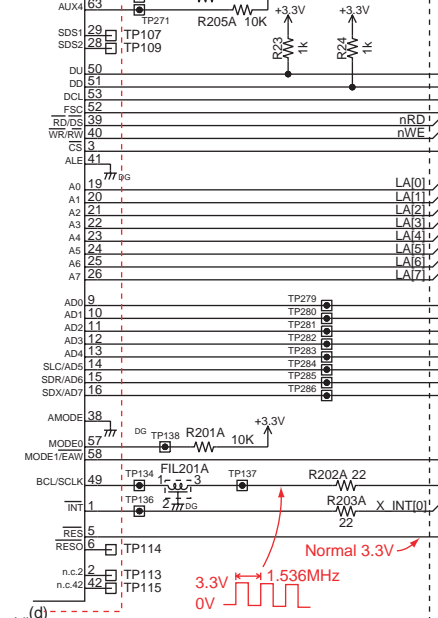 AUX4 63
TP271
R205A 10K
+3.3V +3.3V
R23 1k R24 1k
SDS1 29 TP107
SDS2 28 TP109
DU 50
DD 51
DCL 53
FSC 52
RD/DS 39 nRD
WR/RW 40 nWE
CS 3
ALE 41
DG
A0 19 LA[0]
A1 20 LA[1]
A2 21 LA[2]
A3 22 LA[3]
A4 23 LA[4]
A5 24 LA[5]
A6 25 LA[6]
A7 26 LA[7]
AD0 9 TP279
AD1 10 TP280
AD2 11 TP281
AD3 12 TP282
AD4 13 TP283
SLC/AD5 14 TP284
SDR/AD6 15 TP285
SDX/AD7 16 TP286
AMODE 38
DG
+3.3V
MODE0 57 TP138 R201A 10K
MODE1/EAW 58
BCL/SCLK 49 TP134 FIL201A 1 3 TP137 R202A 22
INT 1 TP136 2 DG R203A 22 X_INT[0]
RES 5
RESO 6 TP114
Normal 3.3V
n.c.2 2 TP113
n.c.42 42 TP115
3.3V 1.536MHz
0V
(d)